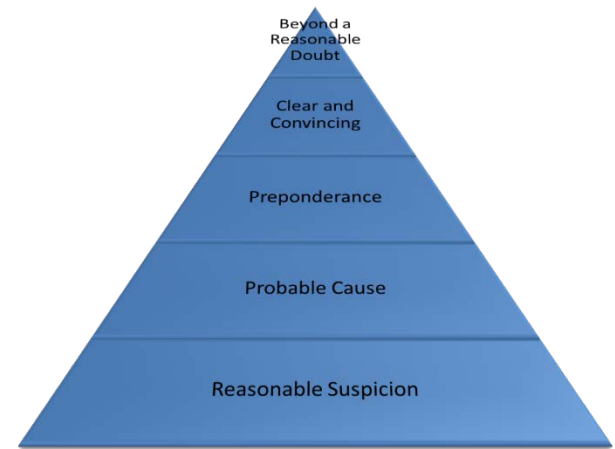 Beyond a
Reasonable
Doubt
Clear and
Convincing
Preponderance
Probable Cause
Reasonable Suspicion